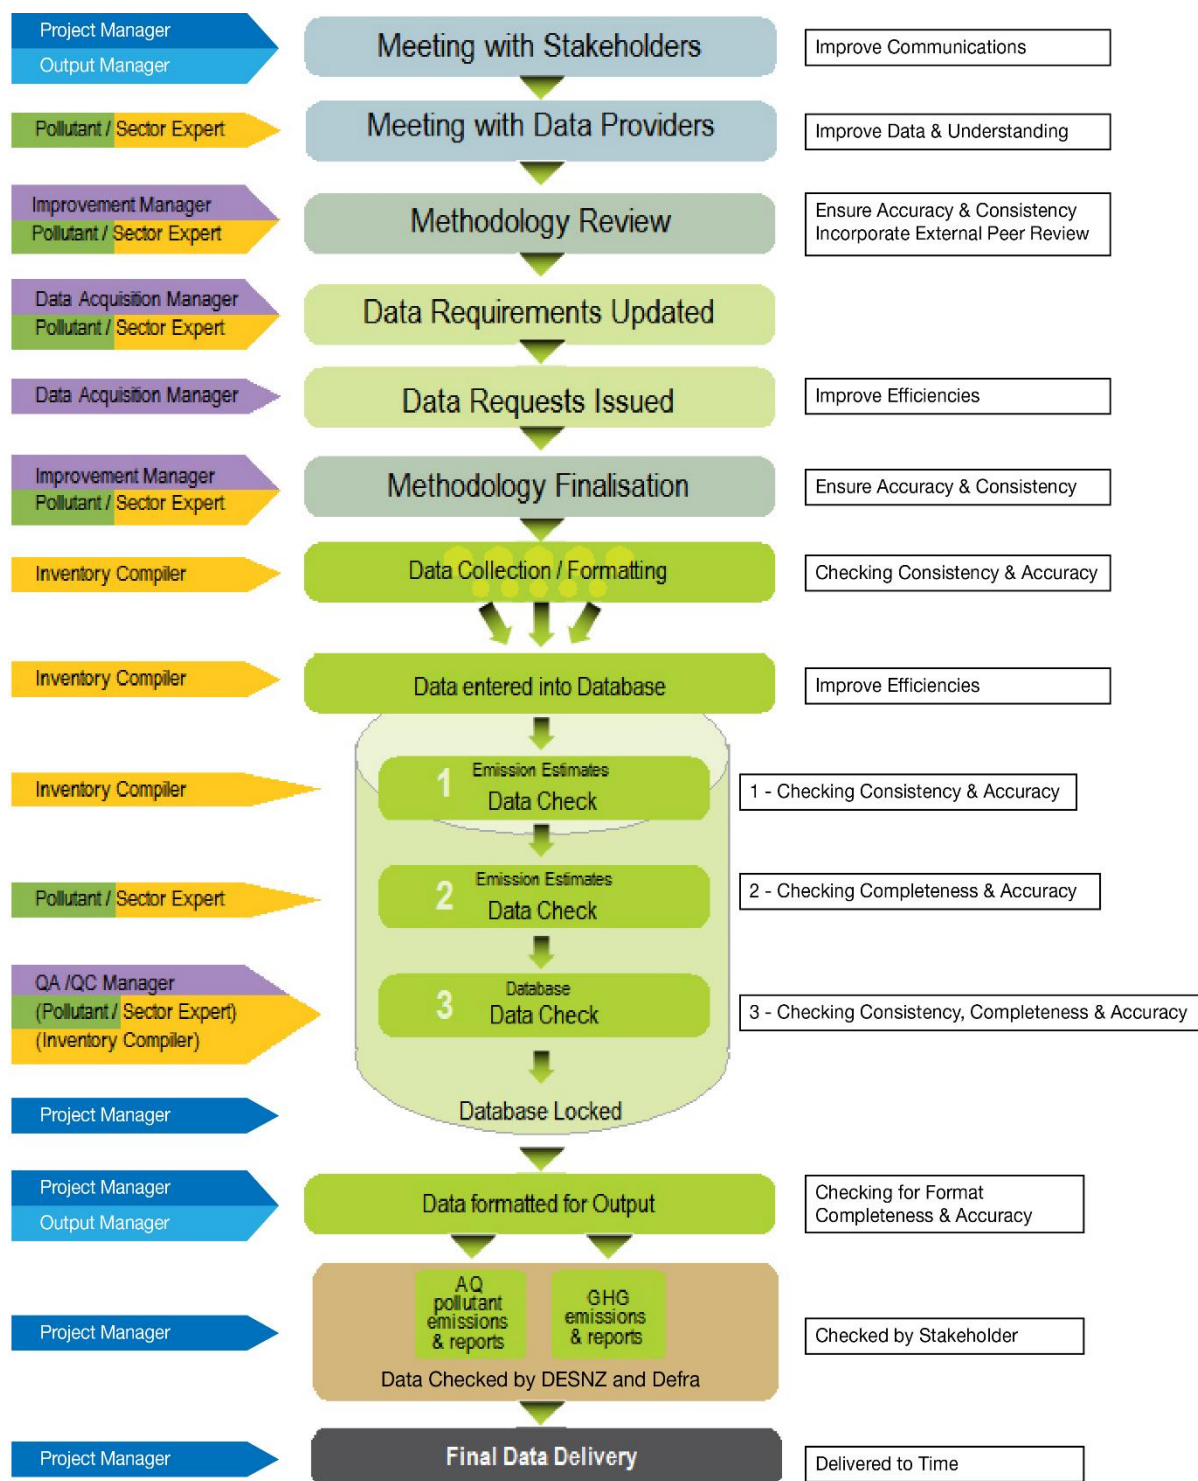 Project Manager
Output Manager
Meeting with Stakeholders
Improve Communications
Pollutant / Sector Expert
Meeting with Data Providers
Improve Data & Understanding
Improvement Manager
Pollutant / Sector Expert
Methodology Review
Ensure Accuracy & Consistency
Incorporate External Peer Review
Data Acquisition Manager
Pollutant / Sector Expert
Data Requirements Updated
Data Acquisition Manager
Data Requests Issued
Improve Efficiencies
Improvement Manager
Pollutant / Sector Expert
Methodology Finalisation
Ensure Accuracy & Consistency
Inventory Compiler
Data Collection / Formatting
Checking Consistency & Accuracy
Inventory Compiler
Data entered into Database
Improve Efficiencies
Inventory Compiler
1
Emission Estimates
Data Check
1 - Checking Consistency & Accuracy
Pollutant / Sector Expert
2
Emission Estimates
Data Check
2 - Checking Completeness & Accuracy
QA /QC Manager
(Pollutant / Sector Expert)
(Inventory Compiler)
3
Database
Data Check
3 - Checking Consistency, Completeness & Accuracy
Project Manager
Database Locked
Project Manager
Output Manager
Data formatted for Output
Checking for Format
Completeness & Accuracy
Project Manager
AQ
pollutant
emissions
& reports
GHG
emissions
& reports
Data Checked by DESNZ and Defra
Checked by Stakeholder
Project Manager
Final Data Delivery
Delivered to Time